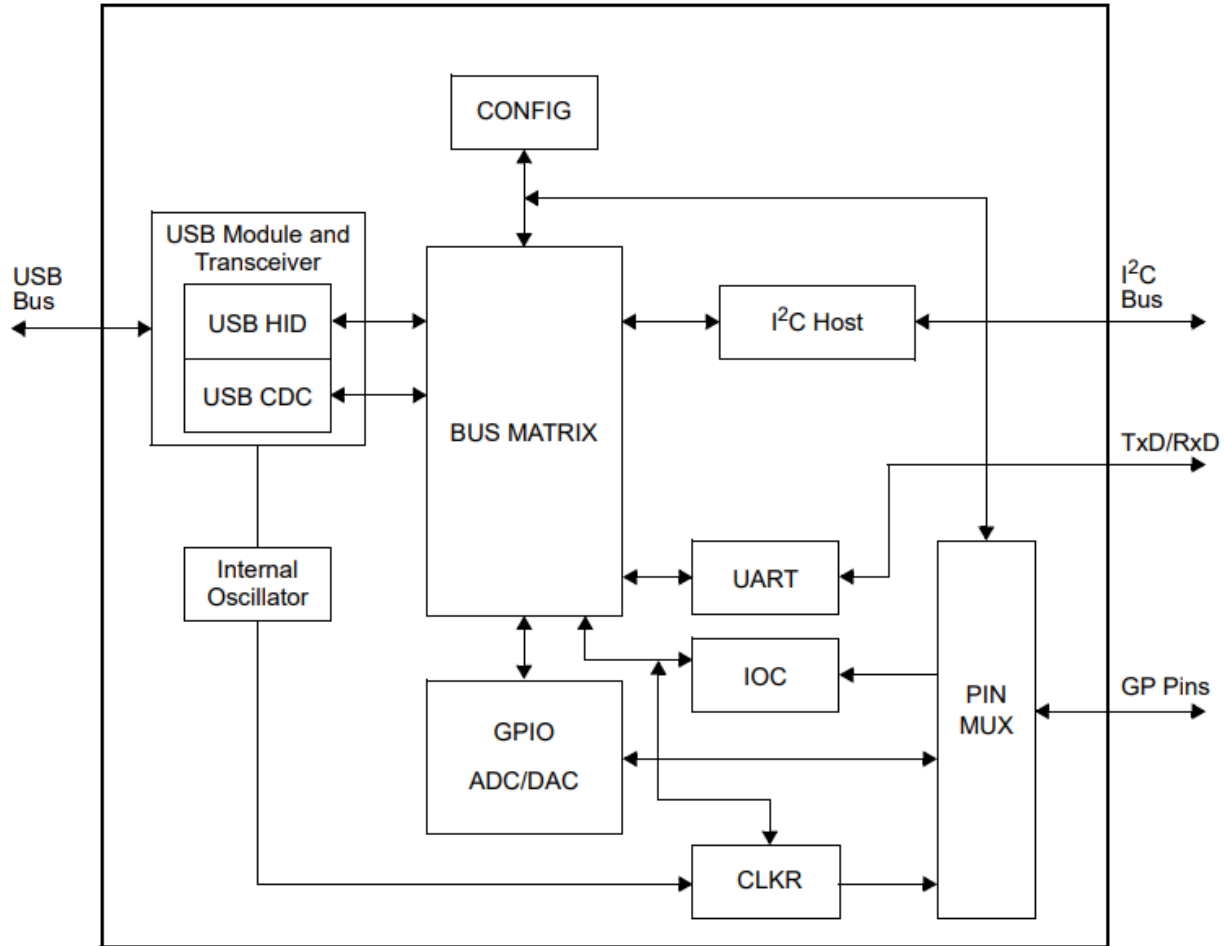 CONFIG
USB Module and
Transceiver
USB
Bus
USB HID
USB CDC
BUS MATRIX
I²C Host
I²C
Bus
TxD/RxD
Internal
Oscillator
UART
IOC
GPIO
ADC/DAC
PIN
MUX
GP Pins
CLKR